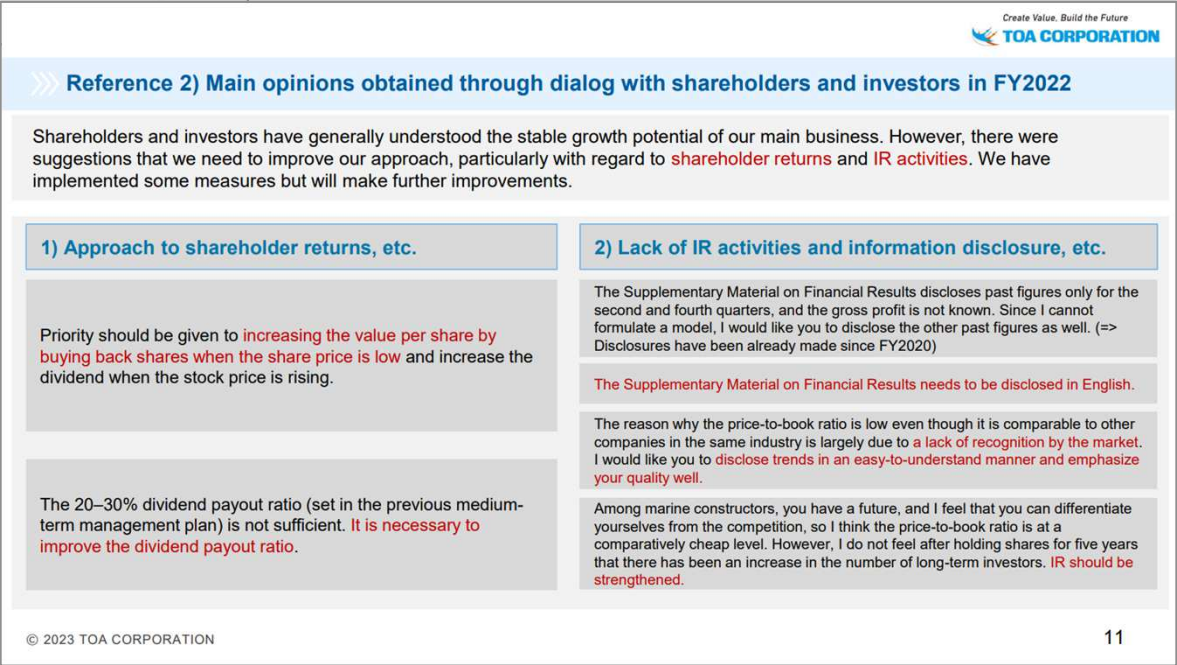 Create Value. Build the Future
TOA CORPORATION
Reference 2) Main opinions obtained through dialog with shareholders and investors in FY2022
Shareholders and investors have generally understood the stable growth potential of our main business. However, there were
suggestions that we need to improve our approach, particularly with regard to shareholder returns and IR activities. We have
implemented some measures but will make further improvements.
1) Approach to shareholder returns, etc.
Priority should be given to increasing the value per share by
buying back shares when the share price is low and increase the
dividend when the stock price is rising.
The 20–30% dividend payout ratio (set in the previous medium-
term management plan) is not sufficient. It is necessary to
improve the dividend payout ratio.
2) Lack of IR activities and information disclosure, etc.
The Supplementary Material on Financial Results discloses past figures only for the
second and fourth quarters, and the gross profit is not known. Since I cannot
formulate a model, I would like you to disclose the other past figures as well. (=>
Disclosures have been already made since FY2020)
The Supplementary Material on Financial Results needs to be disclosed in English.
The reason why the price-to-book ratio is low even though it is comparable to other
companies in the same industry is largely due to a lack of recognition by the market.
I would like you to disclose trends in an easy-to-understand manner and emphasize
your quality well.
Among marine constructors, you have a future, and I feel that you can differentiate
yourselves from the competition, so I think the price-to-book ratio is at a
comparatively cheap level. However, I do not feel after holding shares for five years
that there has been an increase in the number of long-term investors. IR should be
strengthened.
© 2023 TOA CORPORATION
11